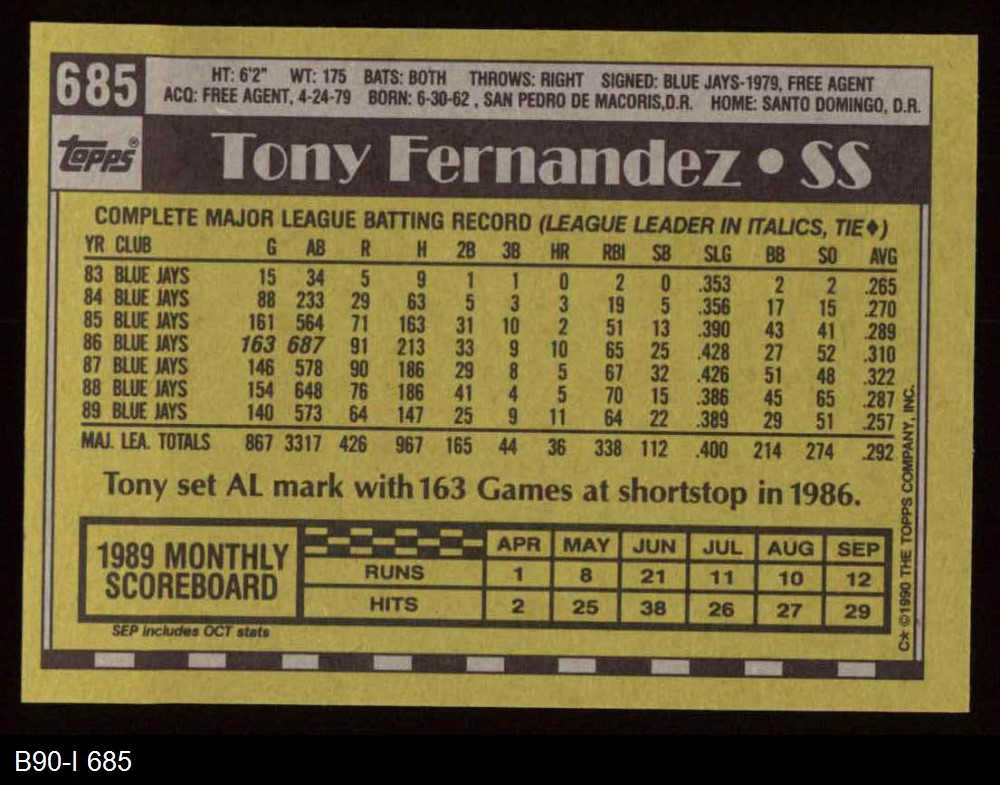 685
HT: 6'2" WT: 175 BATS: BOTH THROWS: RIGHT SIGNED: BLUE JAYS-1979, FREE AGENT
ACQ: FREE AGENT, 4-24-79 BORN: 6-30-62 , SAN PEDRO DE MACORIS,D.R. HOME: SANTO DOMINGO, D.R.
topps®
Tony Fernandez • SS
COMPLETE MAJOR LEAGUE BATTING RECORD (LEAGUE LEADER IN ITALICS, TIE♦)
YR CLUB G AB R H 2B 3B HR RBI SB SLG BB SO AVG
83 BLUE JAYS 15 34 5 9 1 1 0 2 0 .353 2 2 .265
84 BLUE JAYS 88 233 29 63 5 3 3 19 5 .356 17 15 .270
85 BLUE JAYS 161 564 71 163 31 10 2 51 13 .390 43 41 .289
86 BLUE JAYS 163 687 91 213 33 9 10 65 25 .428 27 52 .310
87 BLUE JAYS 146 578 90 186 29 8 5 67 32 .426 51 48 .322
88 BLUE JAYS 154 648 76 186 41 4 5 70 15 .386 45 65 .287
89 BLUE JAYS 140 573 64 147 25 9 11 64 22 .389 29 51 .257
MAJ. LEA. TOTALS 867 3317 426 967 165 44 36 338 112 .400 214 274 .292
Tony set AL mark with 163 Games at shortstop in 1986.
1989 MONTHLY
SCOREBOARD
APR MAY JUN JUL AUG SEP
RUNS 1 8 21 11 10 12
HITS 2 25 38 26 27 29
SEP includes OCT stats
C* ©1990 THE TOPPS COMPANY, INC.
B90-I 685